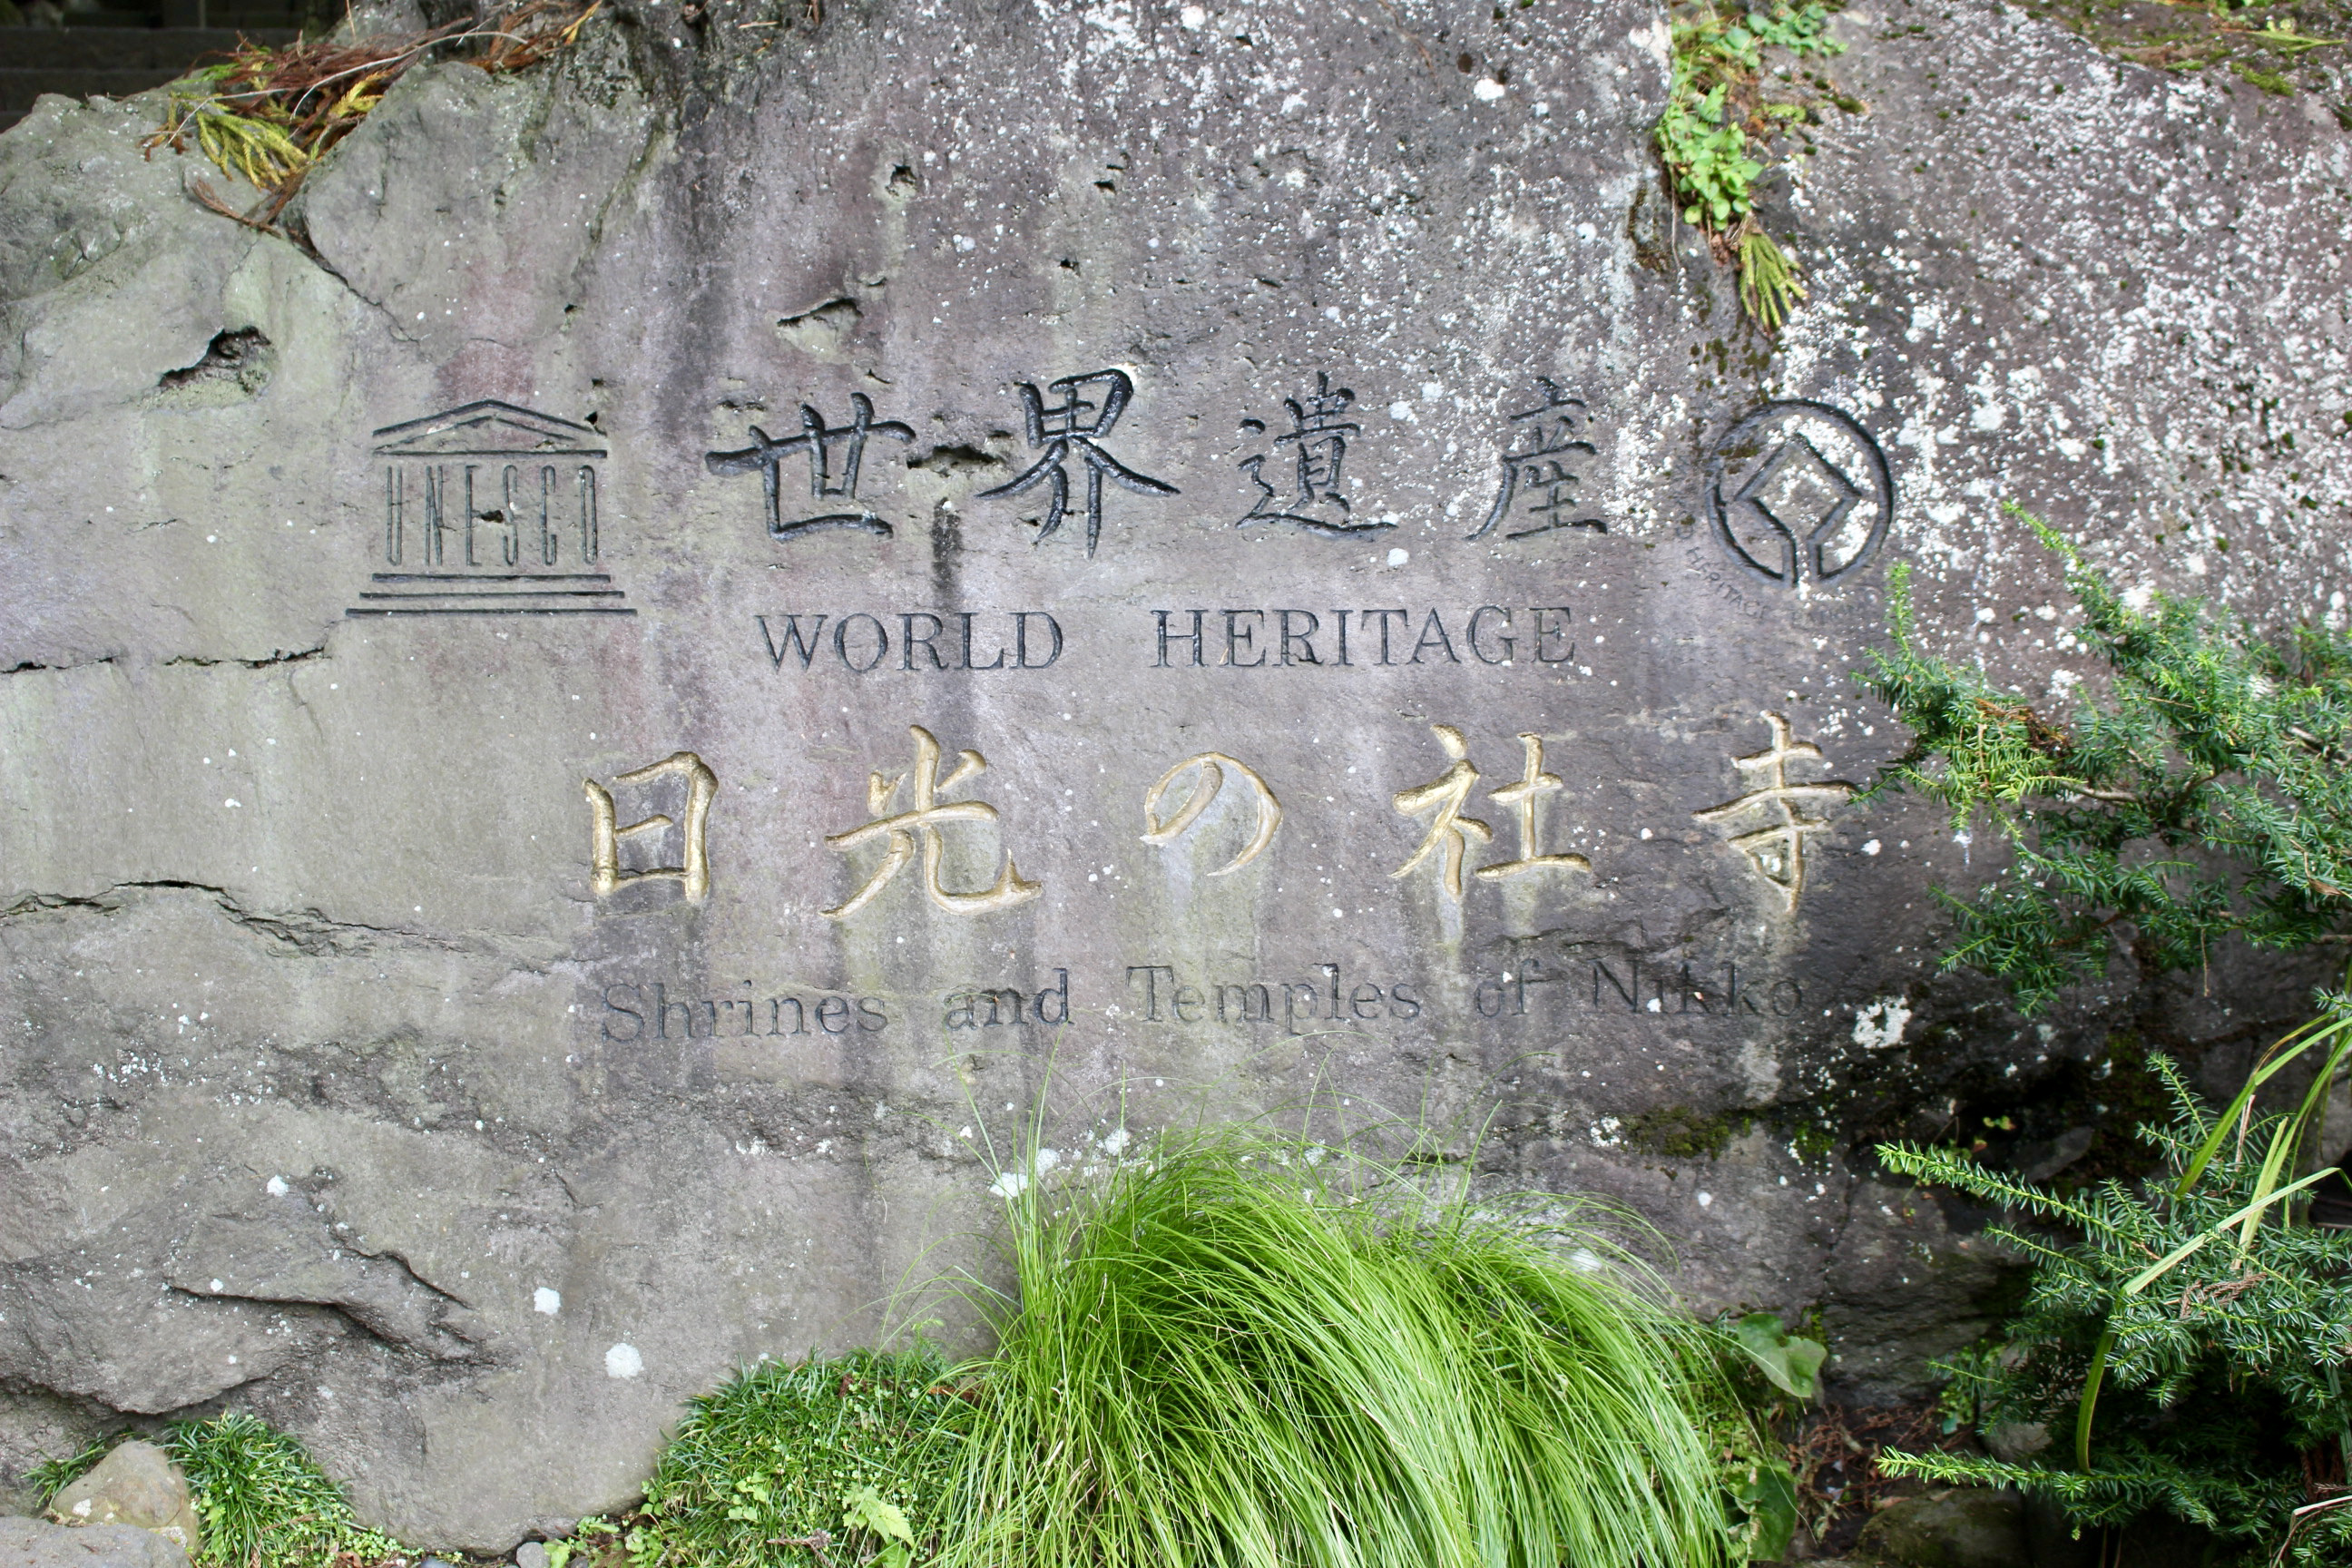 UNESCO
世界遺産
WORLD HERITAGE
日光の社寺
Shrines and Temples of Nikko